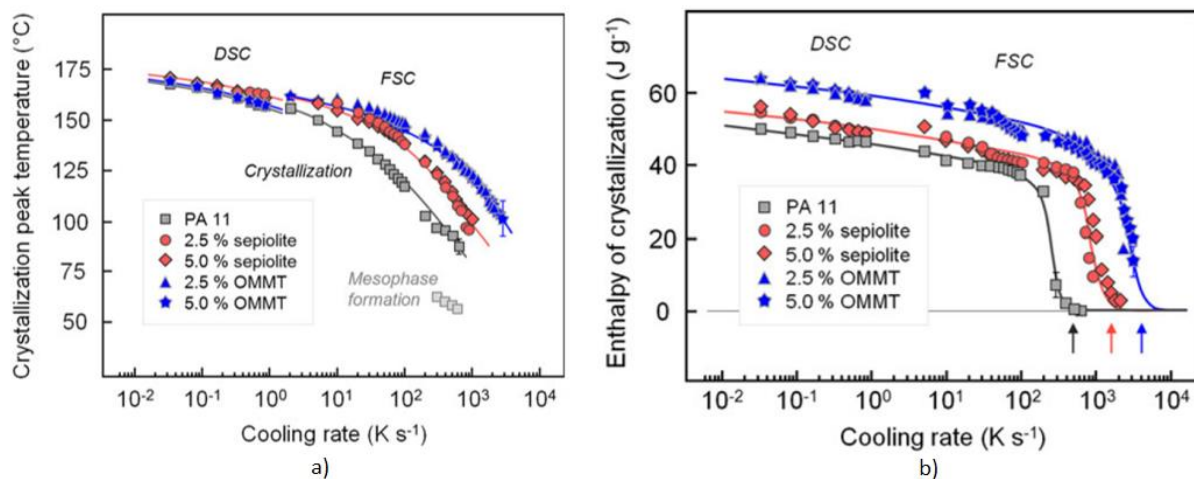 Crystallization peak temperature (°C)
175
150
125
100
75
50
DSC
FSC
Crystallization
PA 11
2.5 % sepiolite
5.0 % sepiolite
2.5 % OMMT
5.0 % OMMT
Mesophase
formation
10⁻² 10⁻¹ 10⁰ 10¹ 10² 10³ 10⁴
Cooling rate (K s⁻¹)
a)
Enthalpy of crystallization (J g⁻¹)
60
40
20
0
DSC
FSC
PA 11
2.5 % sepiolite
5.0 % sepiolite
2.5 % OMMT
5.0 % OMMT
10⁻² 10⁻¹ 10⁰ 10¹ 10² 10³ 10⁴
Cooling rate (K s⁻¹)
b)